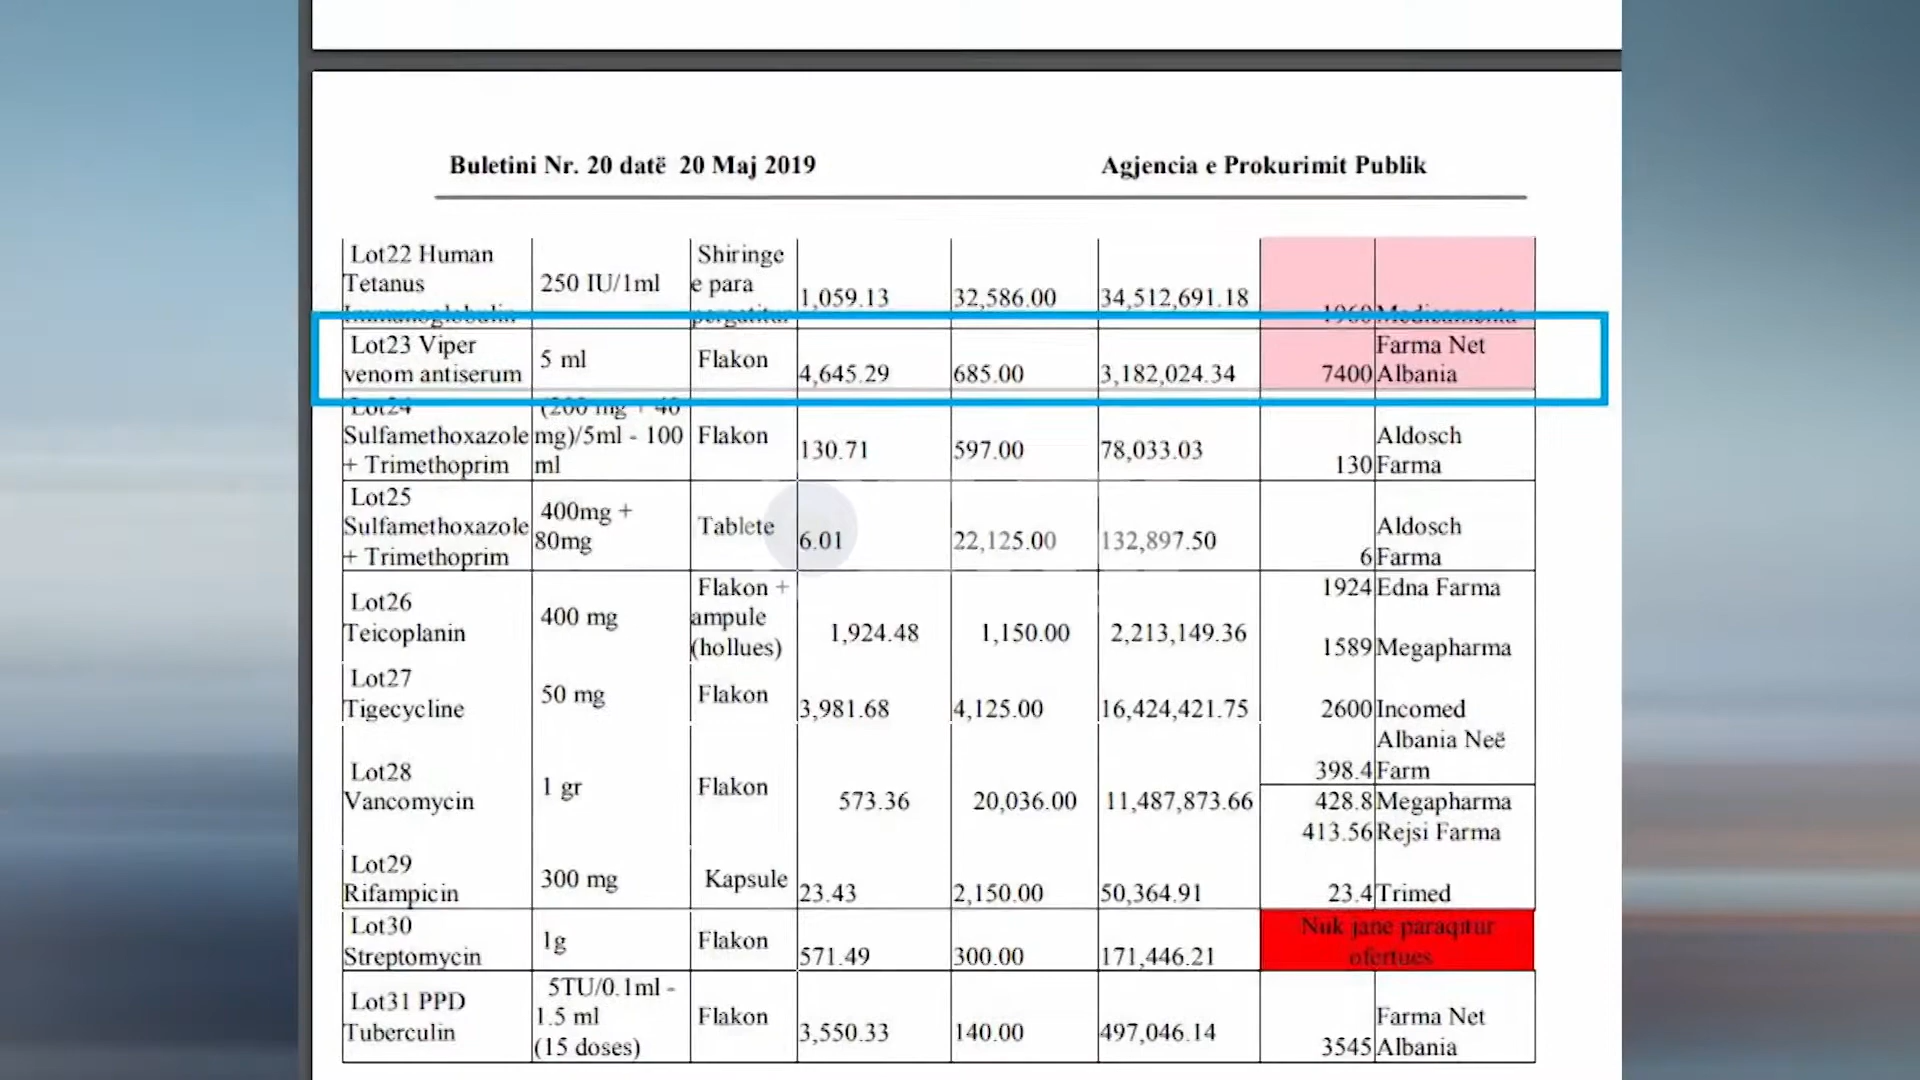 Buletini Nr. 20 datë 20 Maj 2019 Agjencia e Prokurimit Publik
Lot22 Human Tetanus Immunoglobulin 250 IU/1ml Shiringe e para pergatitur 1,059.13 32,586.00 34,512,691.18 1960 Medicamenta
Lot23 Viper venom antiserum 5 ml Flakon 4,645.29 685.00 3,182,024.34 7400 Farma Net Albania
Lot24 Sulfamethoxazole + Trimethoprim (200 mg + 40 mg)/5ml - 100 ml Flakon 130.71 597.00 78,033.03 130 Aldosch Farma
Lot25 Sulfamethoxazole + Trimethoprim 400mg + 80mg Tablete 6.01 22,125.00 132,897.50 6 Aldosch Farma
Lot26 Teicoplanin 400 mg Flakon + ampule (hollues) 1,924.48 1,150.00 2,213,149.36 1924 Edna Farma
1589 Megapharma
Lot27 Tigecycline 50 mg Flakon 3,981.68 4,125.00 16,424,421.75 2600 Incomed
Lot28 Vancomycin 1 gr Flakon 573.36 20,036.00 11,487,873.66 398.4 Albania Neë Farm
428.8 Megapharma
413.56 Rejsi Farma
Lot29 Rifampicin 300 mg Kapsule 23.43 2,150.00 50,364.91 23.4 Trimed
Lot30 Streptomycin 1g Flakon 571.49 300.00 171,446.21 Nuk jane paraqitur ofertues
Lot31 PPD Tuberculin 5TU/0.1ml - 1.5 ml (15 doses) Flakon 3,550.33 140.00 497,046.14 3545 Farma Net Albania